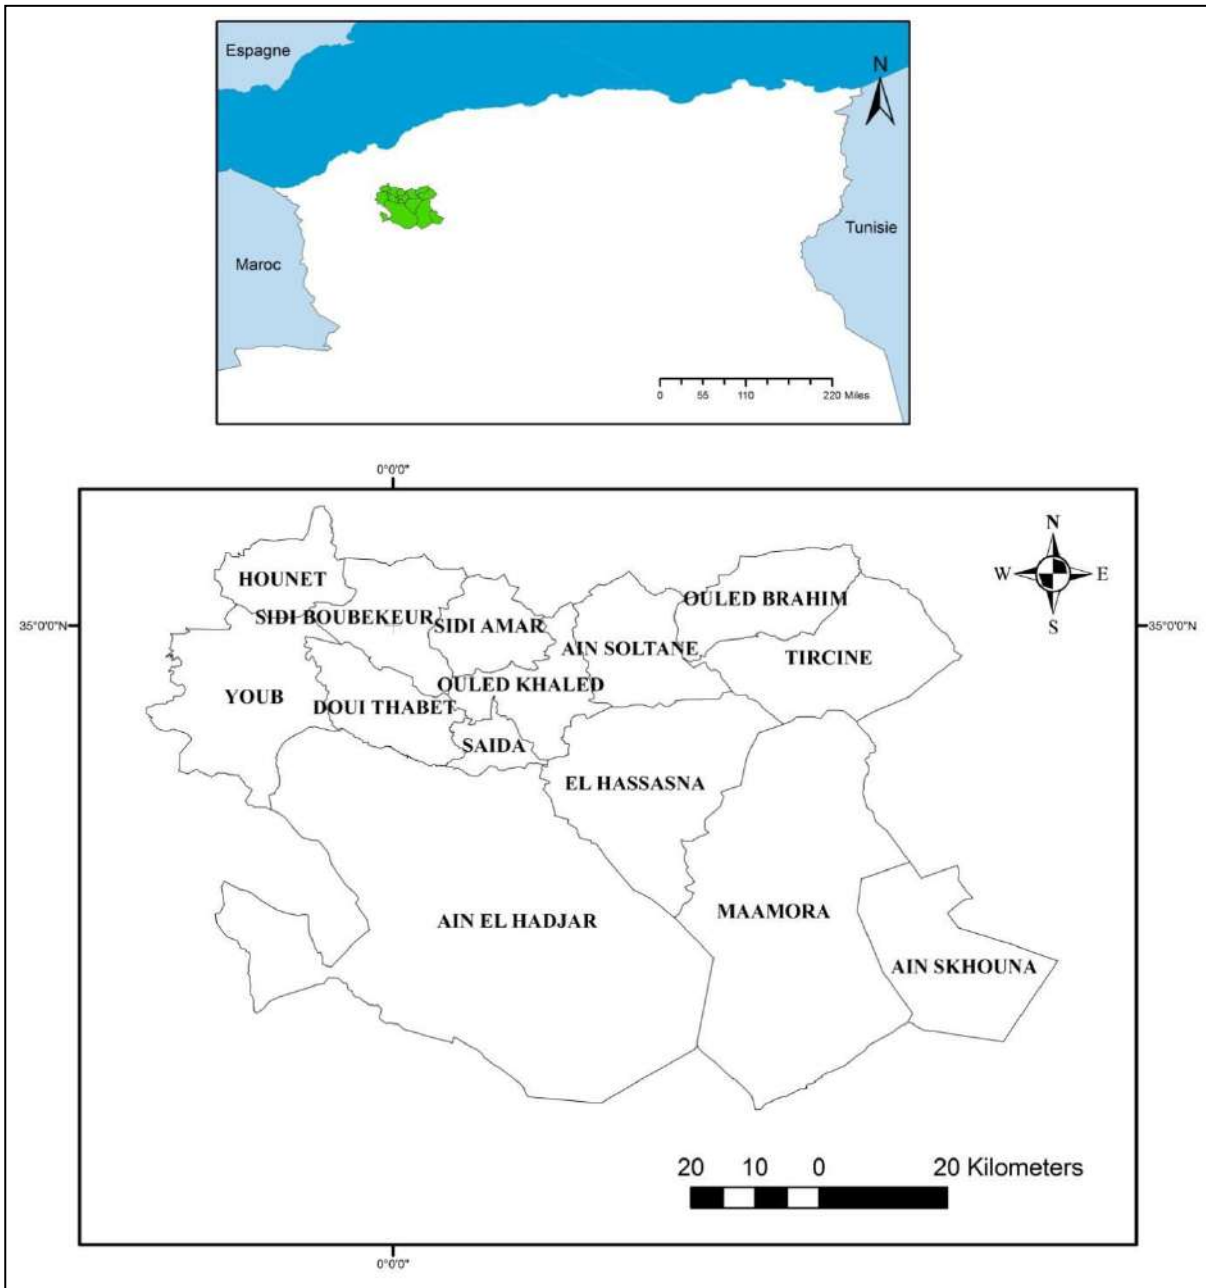 Espagne
N
Tunisie
Maroc
0 55 110 220 Miles
0°0'0"
N
W E
S
HOUNET
OULED BRAHIM
SIDI BOUBEKEUR
SIDI AMAR
35°0'0"N 35°0'0"N
AIN SOLTANE
TIRCINE
OULED KHALED
YOUB
DOUI THABET
SAIDA
EL HASSASNA
MAAMORA
AIN EL HADJAR
AIN SKHOUNA
20 10 0 20 Kilometers
0°0'0"